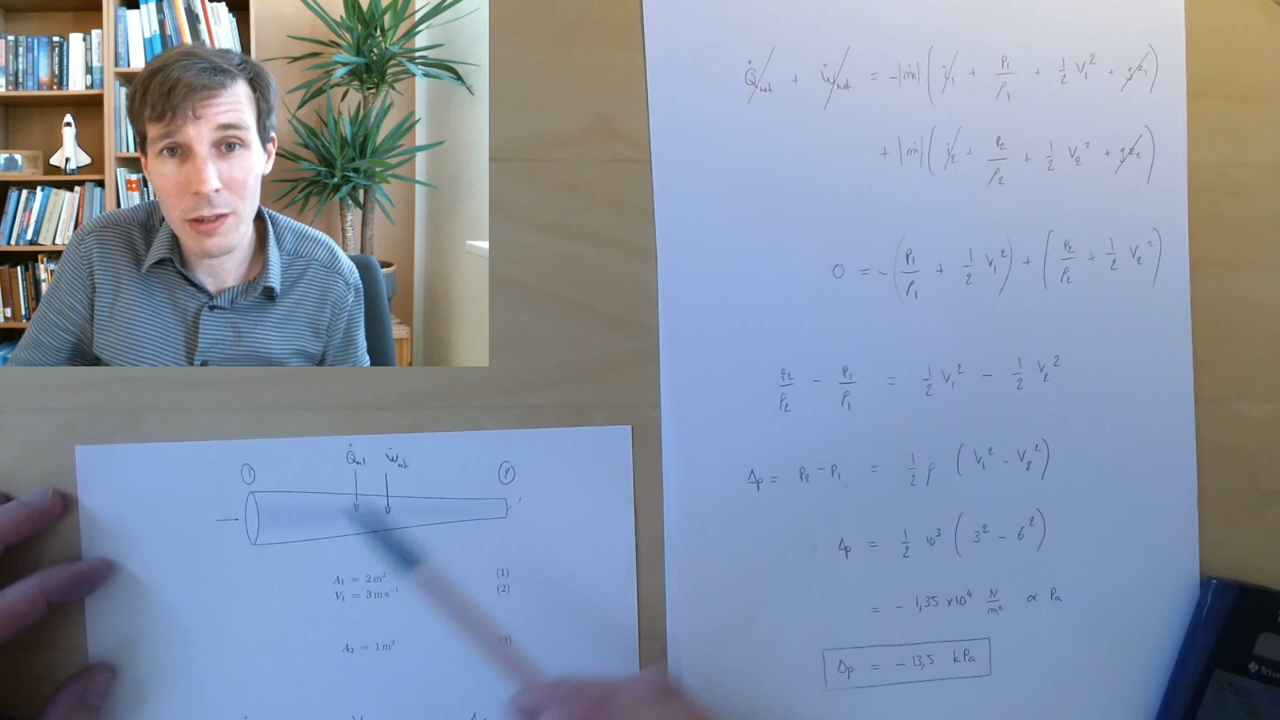 ① ②
Q̇net Ẇnet
A₁ = 2 m² (1)
V₁ = 3 m s⁻¹ (2)
A₂ = 1 m²
Q̇net + Ẇnet = -|ṁ| ( i₁ + p₁/ρ₁ + 1/2 V₁² + gz₁ )
+ |ṁ| ( i₂ + p₂/ρ₂ + 1/2 V₂² + gz₂ )
0 = - ( p₁/ρ₁ + 1/2 V₁² ) + ( p₂/ρ₂ + 1/2 V₂² )
p₂/ρ₂ - p₁/ρ₁ = 1/2 V₁² - 1/2 V₂²
Δp = p₂ - p₁ = 1/2 ρ ( V₁² - V₂² )
Δp = 1/2 10³ ( 3² - 6² )
= - 1,35 × 10⁴ N/m² or Pa
Δp = - 13,5 kPa